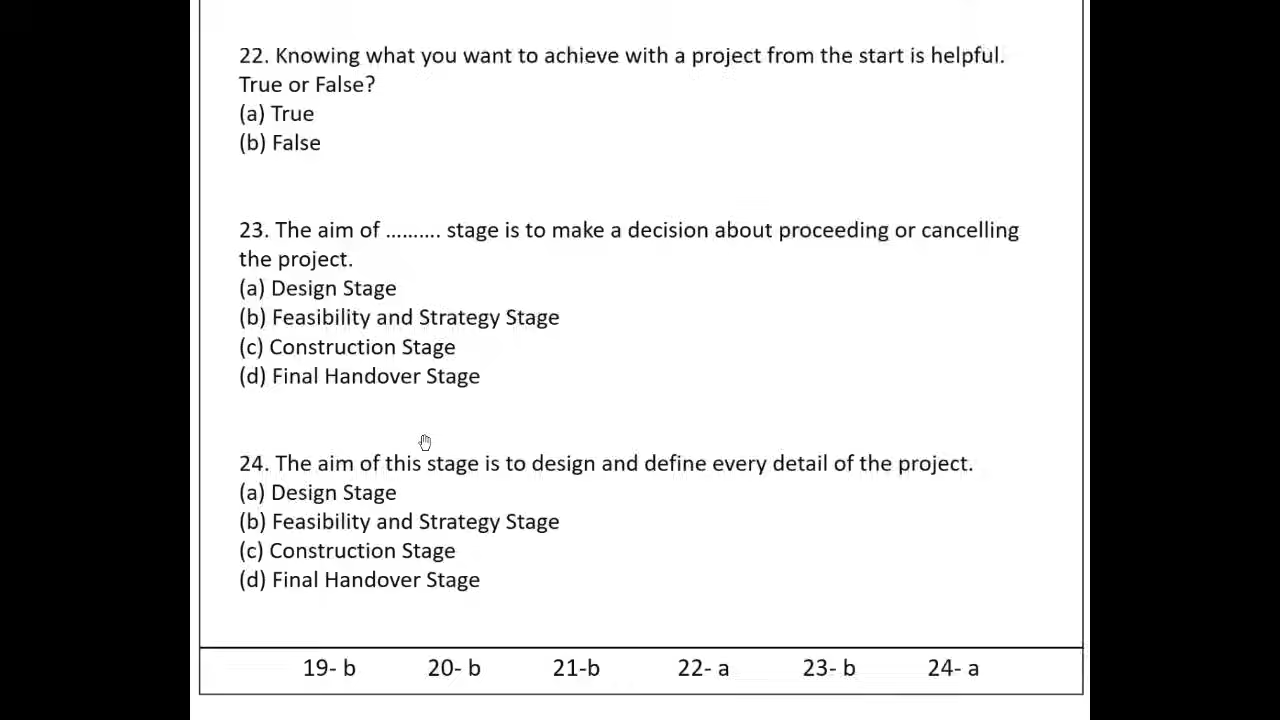 22. Knowing what you want to achieve with a project from the start is helpful.
True or False?
(a) True
(b) False
23. The aim of .......... stage is to make a decision about proceeding or cancelling
the project.
(a) Design Stage
(b) Feasibility and Strategy Stage
(c) Construction Stage
(d) Final Handover Stage
24. The aim of this stage is to design and define every detail of the project.
(a) Design Stage
(b) Feasibility and Strategy Stage
(c) Construction Stage
(d) Final Handover Stage
19- b 20- b 21-b 22- a 23- b 24- a